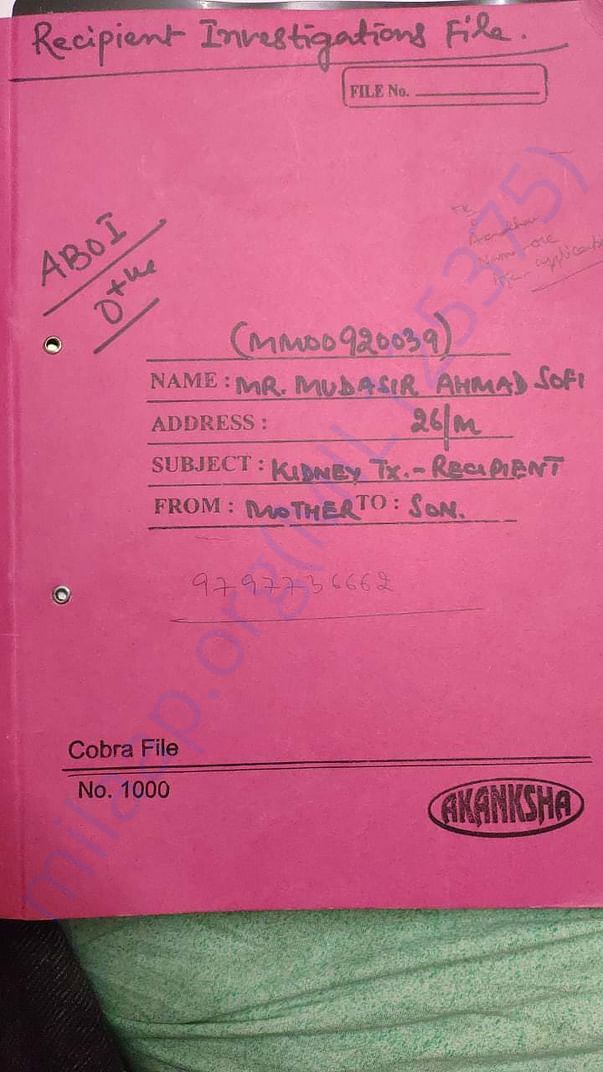 Recipient Investigations File.
FILE No.
ABOI
O+ve
(MM00920039)
NAME : MR. MUDASIR AHMAD SOFI
ADDRESS : 26/M
SUBJECT : KIDNEY TX. - RECIPIENT
FROM : MOTHER TO : SON.
9797736662
Cobra File
No. 1000
AKANKSHA